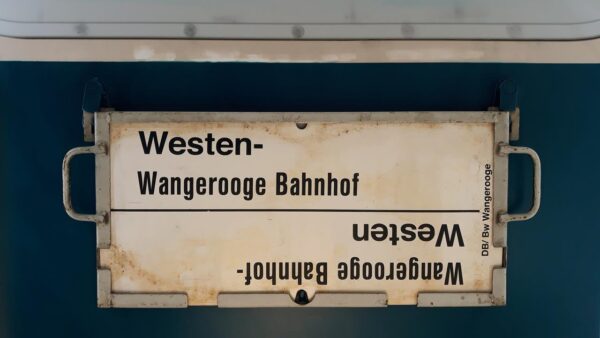 Westen-
Wangerooge Bahnhof
Wangerooge Bahnhof-
Westen
DB/ Bw Wangerooge